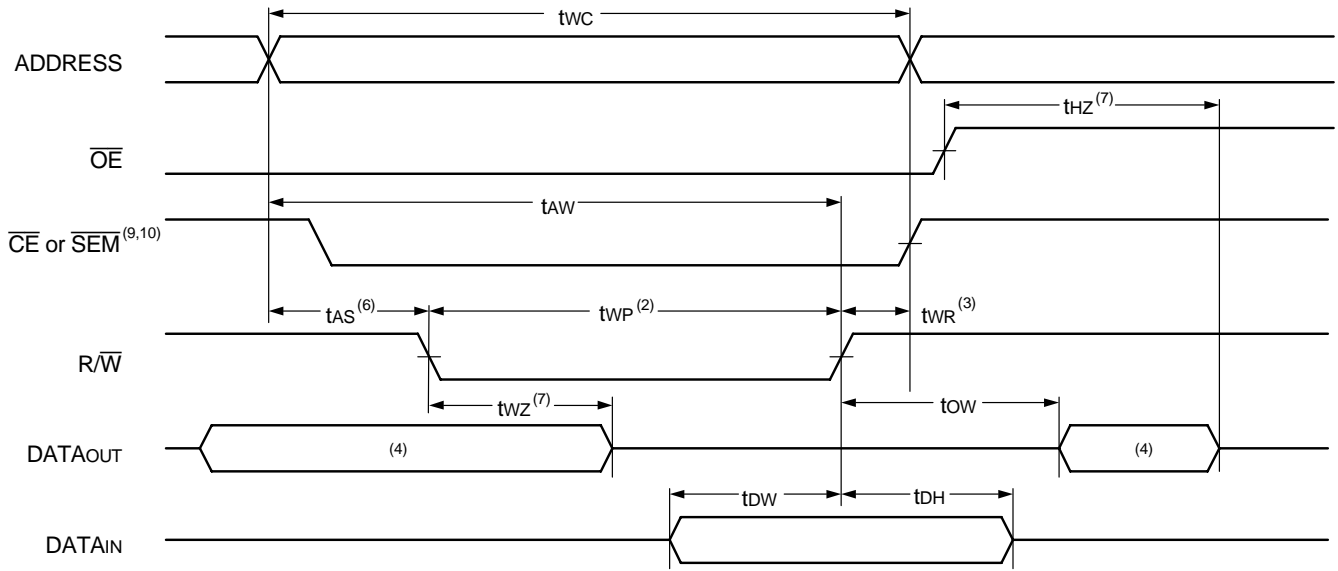 tWC
ADDRESS
tHZ(7)
OE
tAW
CE or SEM(9,10)
tAS(6) tWP(2) tWR(3)
R/W
tWZ(7) tOW
DATAOUT (4) (4)
tDW tDH
DATAIN